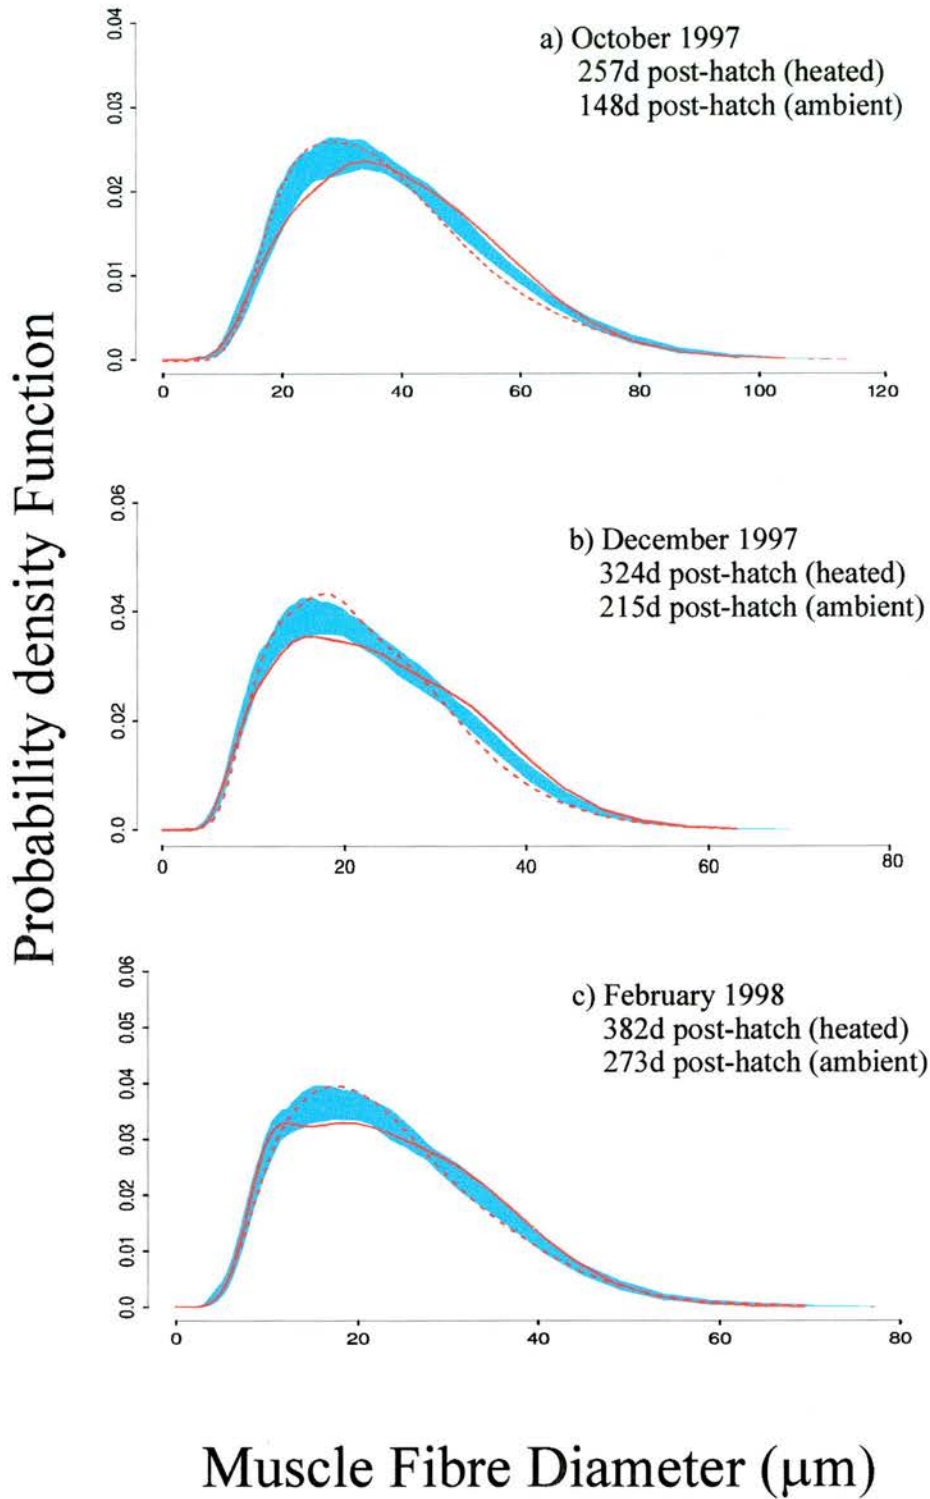 Probability density Function
a) October 1997
257d post-hatch (heated)
148d post-hatch (ambient)
0.04
0.03
0.02
0.01
0.0
0 20 40 60 80 100 120
b) December 1997
324d post-hatch (heated)
215d post-hatch (ambient)
0.06
0.04
0.02
0.0
0 20 40 60 80
c) February 1998
382d post-hatch (heated)
273d post-hatch (ambient)
0.06
0.05
0.04
0.03
0.02
0.01
0.0
0 20 40 60 80
Muscle Fibre Diameter (μm)